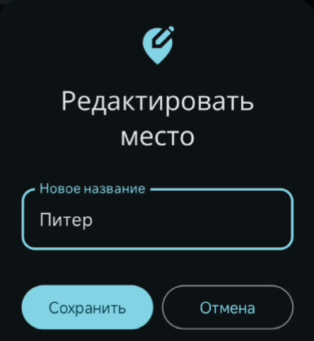 Редактировать
место
Новое название
Питер
Сохранить
Отмена